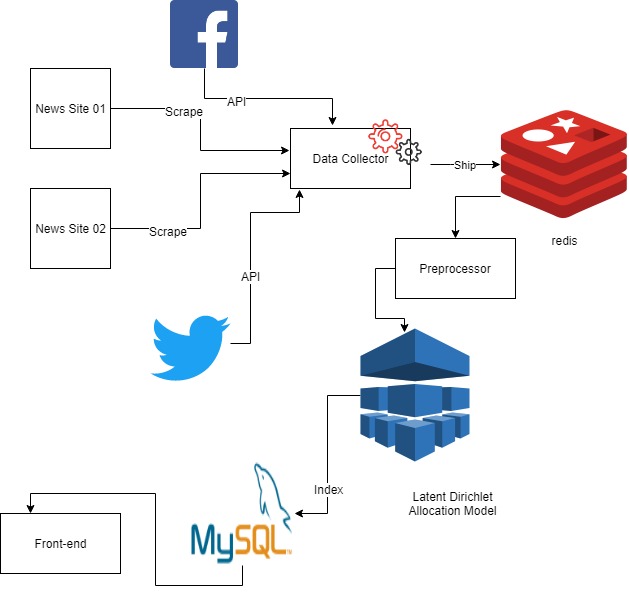 API
News Site 01
Scrape
Data Collector
Ship
News Site 02
Scrape
redis
API
Preprocessor
Index
Latent Dirichlet
Allocation Model
MySQL
Front-end